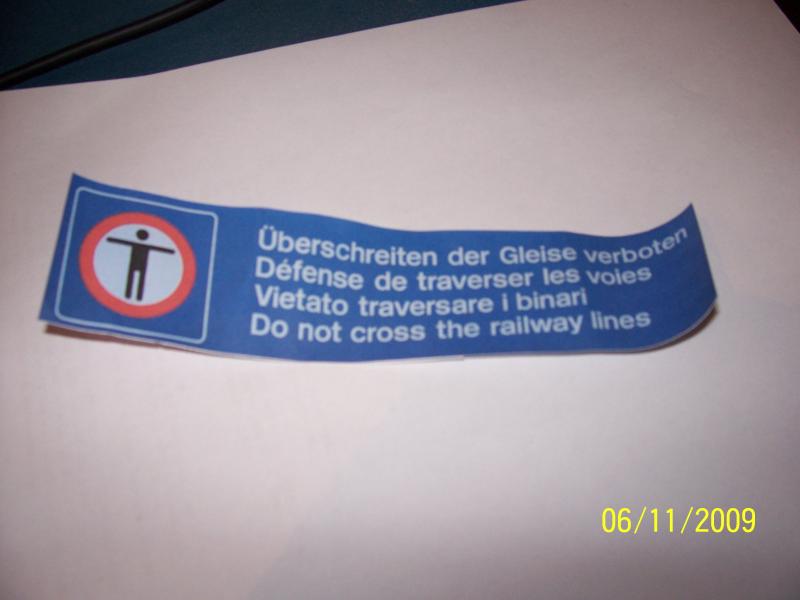 Überschreiten der Gleise verboten
Défense de traverser les voies
Vietato traversare i binari
Do not cross the railway lines
06/11/2009